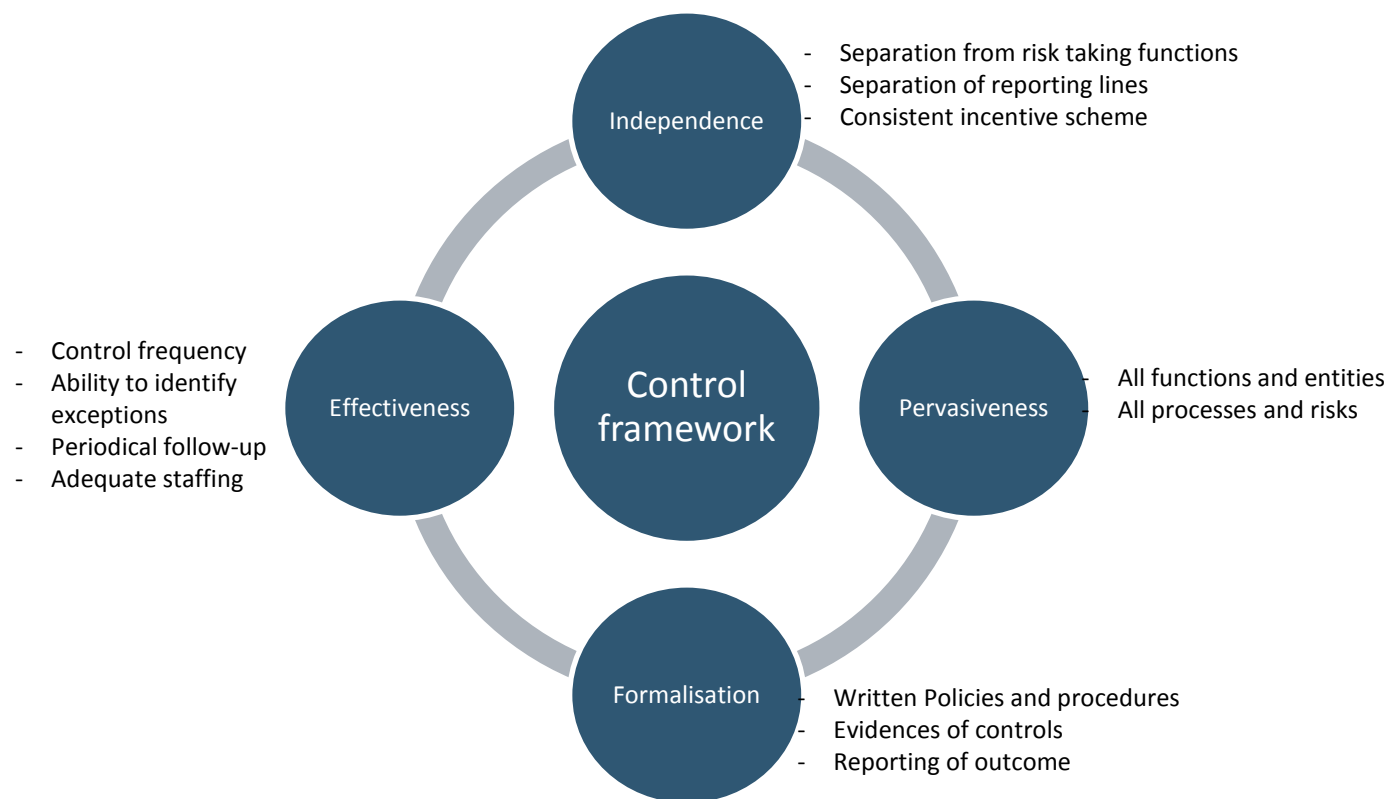 Independence
- Separation from risk taking functions
- Separation of reporting lines
- Consistent incentive scheme
- Control frequency
- Ability to identify
exceptions
- Periodical follow-up
- Adequate staffing
Effectiveness
Control
framework
Pervasiveness
- All functions and entities
- All processes and risks
Formalisation
- Written Policies and procedures
- Evidences of controls
- Reporting of outcome